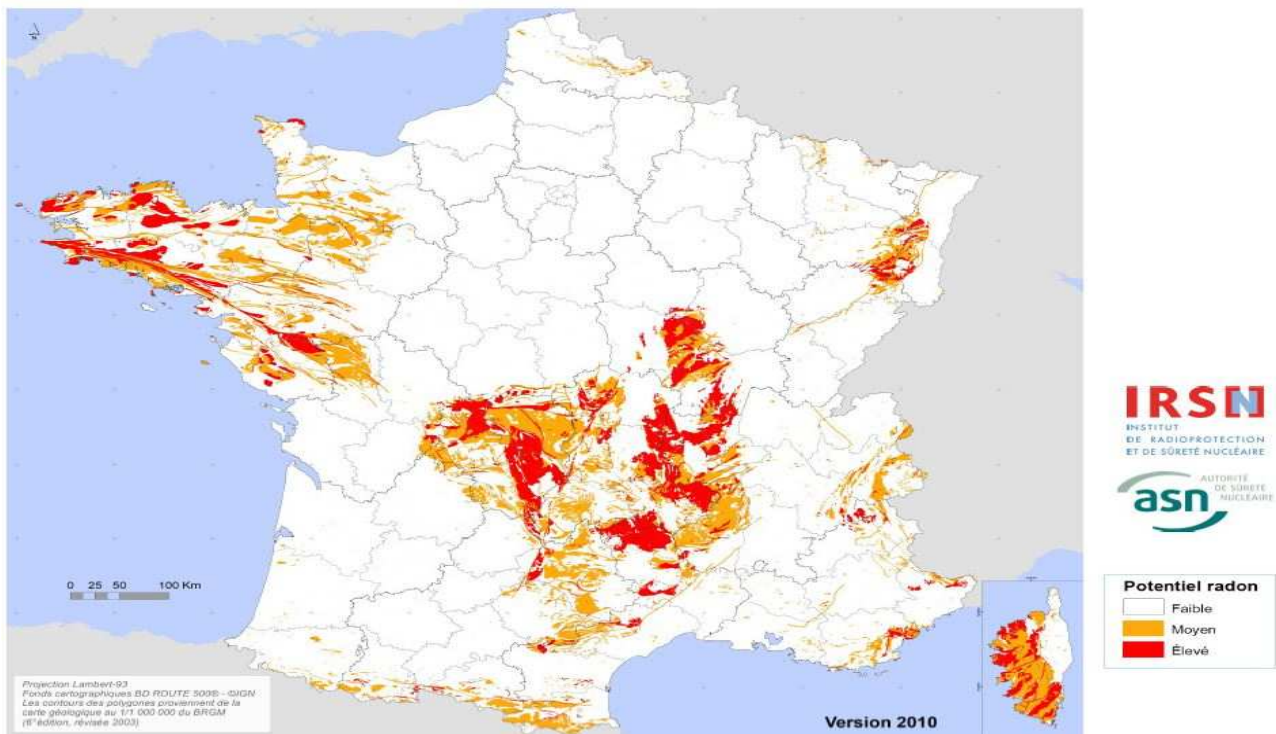 N
0 25 50 100 Km
Projection Lambert-93
Fonds cartographiques BD ROUTE 500® - ©IGN
Les contours des polygones proviennent de la
carte géologique au 1/1 000 000 du BRGM
(6° édition, révisée 2003)
Version 2010
IRSN
INSTITUT
DE RADIOPROTECTION
ET DE SÛRETÉ NUCLÉAIRE
asn
AUTORITÉ
DE SÛRETÉ
NUCLÉAIRE
Potentiel radon
Faible
Moyen
Élevé